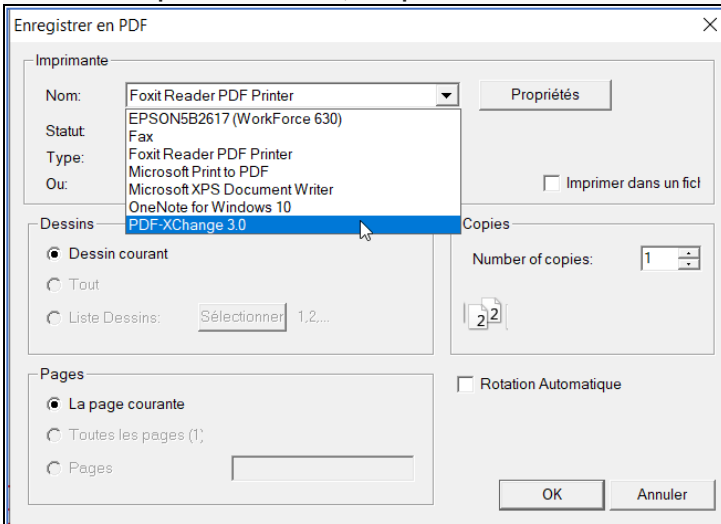 Enregistrer en PDF
Imprimante
Nom: Foxit Reader PDF Printer Propriétés
EPSON5B2617 (WorkForce 630)
Statut: Fax
Type: Foxit Reader PDF Printer
Microsoft Print to PDF
Ou: Microsoft XPS Document Writer Imprimer dans un fich
OneNote for Windows 10
PDF-XChange 3.0
Dessins
Dessin courant
Tout
Liste Dessins: Sélectionner 1,2,...
Copies
Number of copies: 1
2 2
Pages
La page courante
Toutes les pages (1)
Pages
Rotation Automatique
OK Annuler